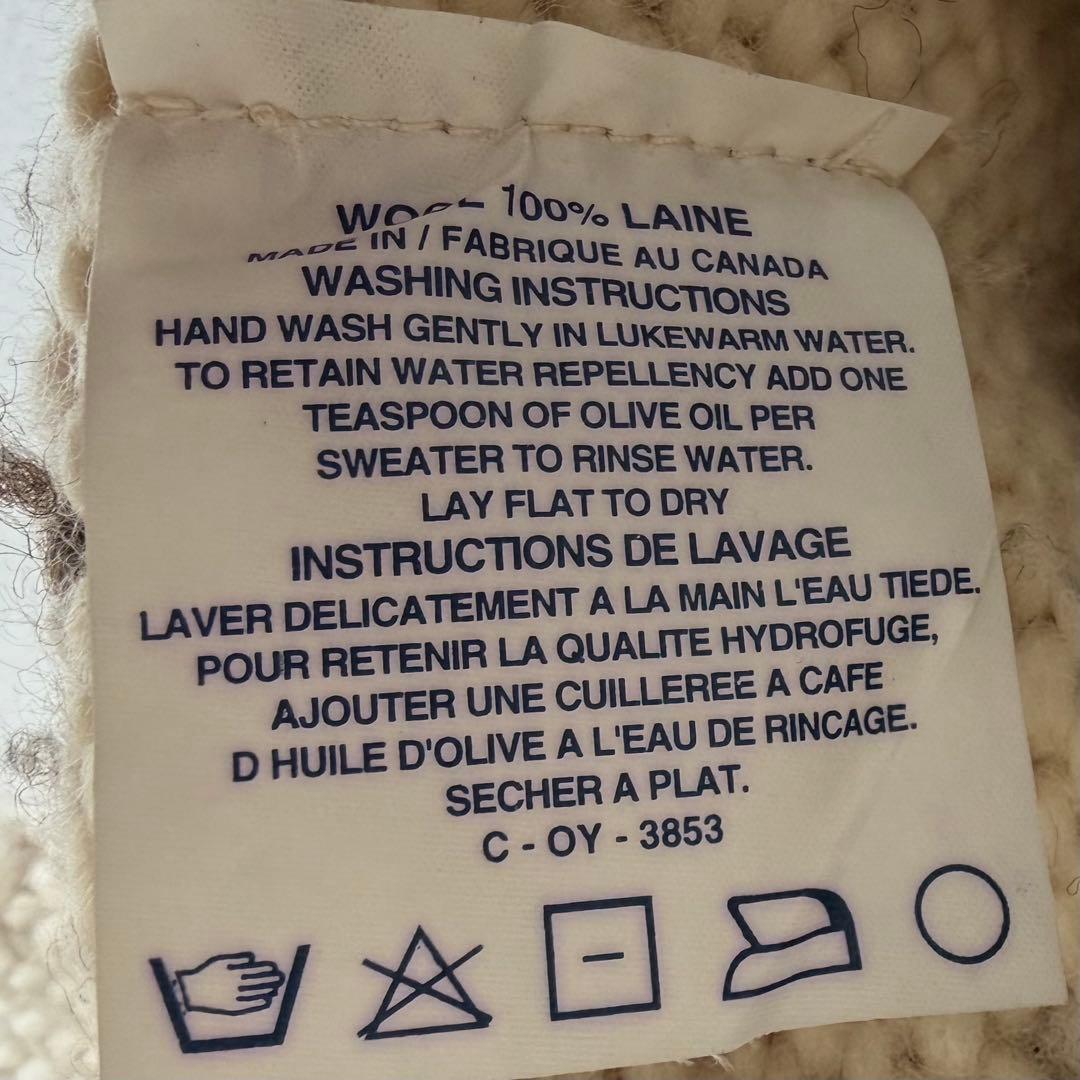 WOOL 100% LAINE
MADE IN / FABRIQUE AU CANADA
WASHING INSTRUCTIONS
HAND WASH GENTLY IN LUKEWARM WATER.
TO RETAIN WATER REPELLENCY ADD ONE
TEASPOON OF OLIVE OIL PER
SWEATER TO RINSE WATER.
LAY FLAT TO DRY
INSTRUCTIONS DE LAVAGE
LAVER DELICATEMENT A LA MAIN L'EAU TIEDE.
POUR RETENIR LA QUALITE HYDROFUGE,
AJOUTER UNE CUILLEREE A CAFE
D HUILE D'OLIVE A L'EAU DE RINCAGE.
SECHER A PLAT.
C - OY - 3853